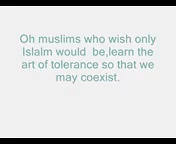 Oh muslims who wish only
Islalm would  be,learn the
art of tolerance so that we
may coexist.